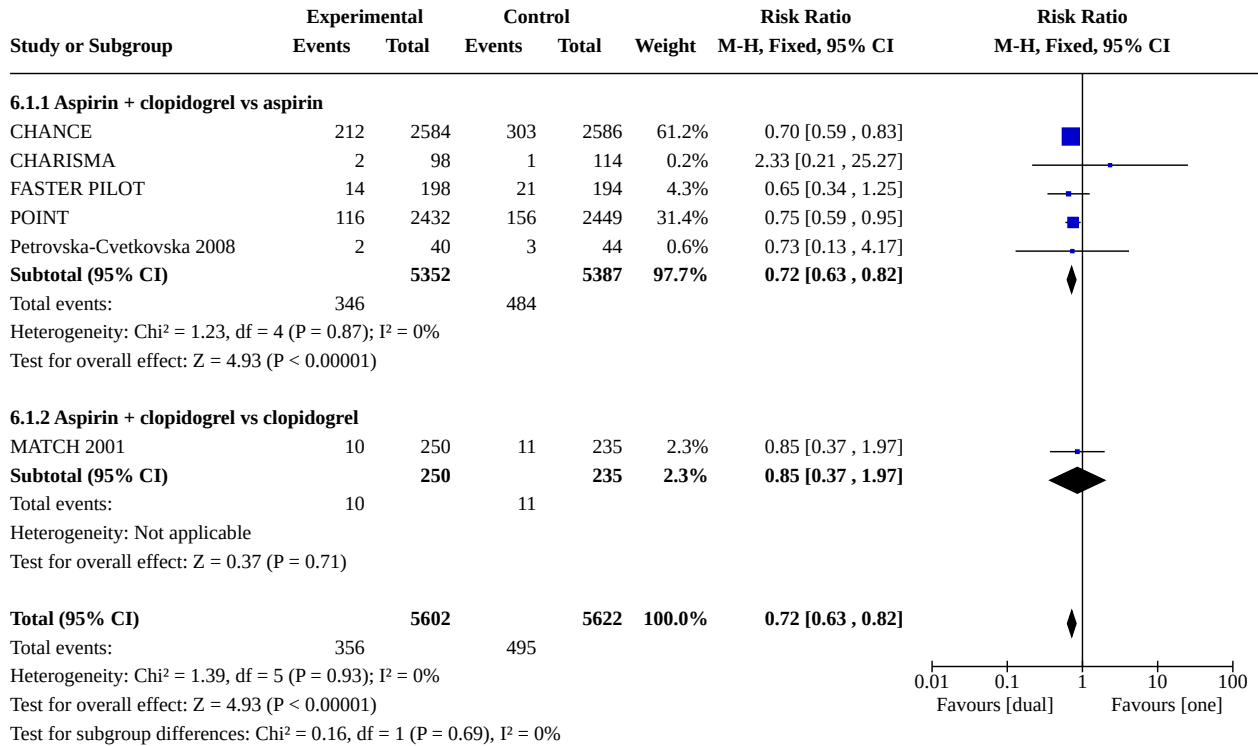 Experimental Control Risk Ratio Risk Ratio
Study or Subgroup Events Total Events Total Weight M-H, Fixed, 95% CI M-H, Fixed, 95% CI
6.1.1 Aspirin + clopidogrel vs aspirin
CHANCE 212 2584 303 2586 61.2% 0.70 [0.59 , 0.83]
CHARISMA 2 98 1 114 0.2% 2.33 [0.21 , 25.27]
FASTER PILOT 14 198 21 194 4.3% 0.65 [0.34 , 1.25]
POINT 116 2432 156 2449 31.4% 0.75 [0.59 , 0.95]
Petrovska-Cvetkovska 2008 2 40 3 44 0.6% 0.73 [0.13 , 4.17]
Subtotal (95% CI) 5352 5387 97.7% 0.72 [0.63 , 0.82]
Total events: 346 484
Heterogeneity: Chi² = 1.23, df = 4 (P = 0.87); I² = 0%
Test for overall effect: Z = 4.93 (P < 0.00001)
6.1.2 Aspirin + clopidogrel vs clopidogrel
MATCH 2001 10 250 11 235 2.3% 0.85 [0.37 , 1.97]
Subtotal (95% CI) 250 235 2.3% 0.85 [0.37 , 1.97]
Total events: 10 11
Heterogeneity: Not applicable
Test for overall effect: Z = 0.37 (P = 0.71)
Total (95% CI) 5602 5622 100.0% 0.72 [0.63 , 0.82]
Total events: 356 495
Heterogeneity: Chi² = 1.39, df = 5 (P = 0.93); I² = 0%
0.01 0.1 1 10 100
Test for overall effect: Z = 4.93 (P < 0.00001) Favours [dual] Favours [one]
Test for subgroup differences: Chi² = 0.16, df = 1 (P = 0.69), I² = 0%